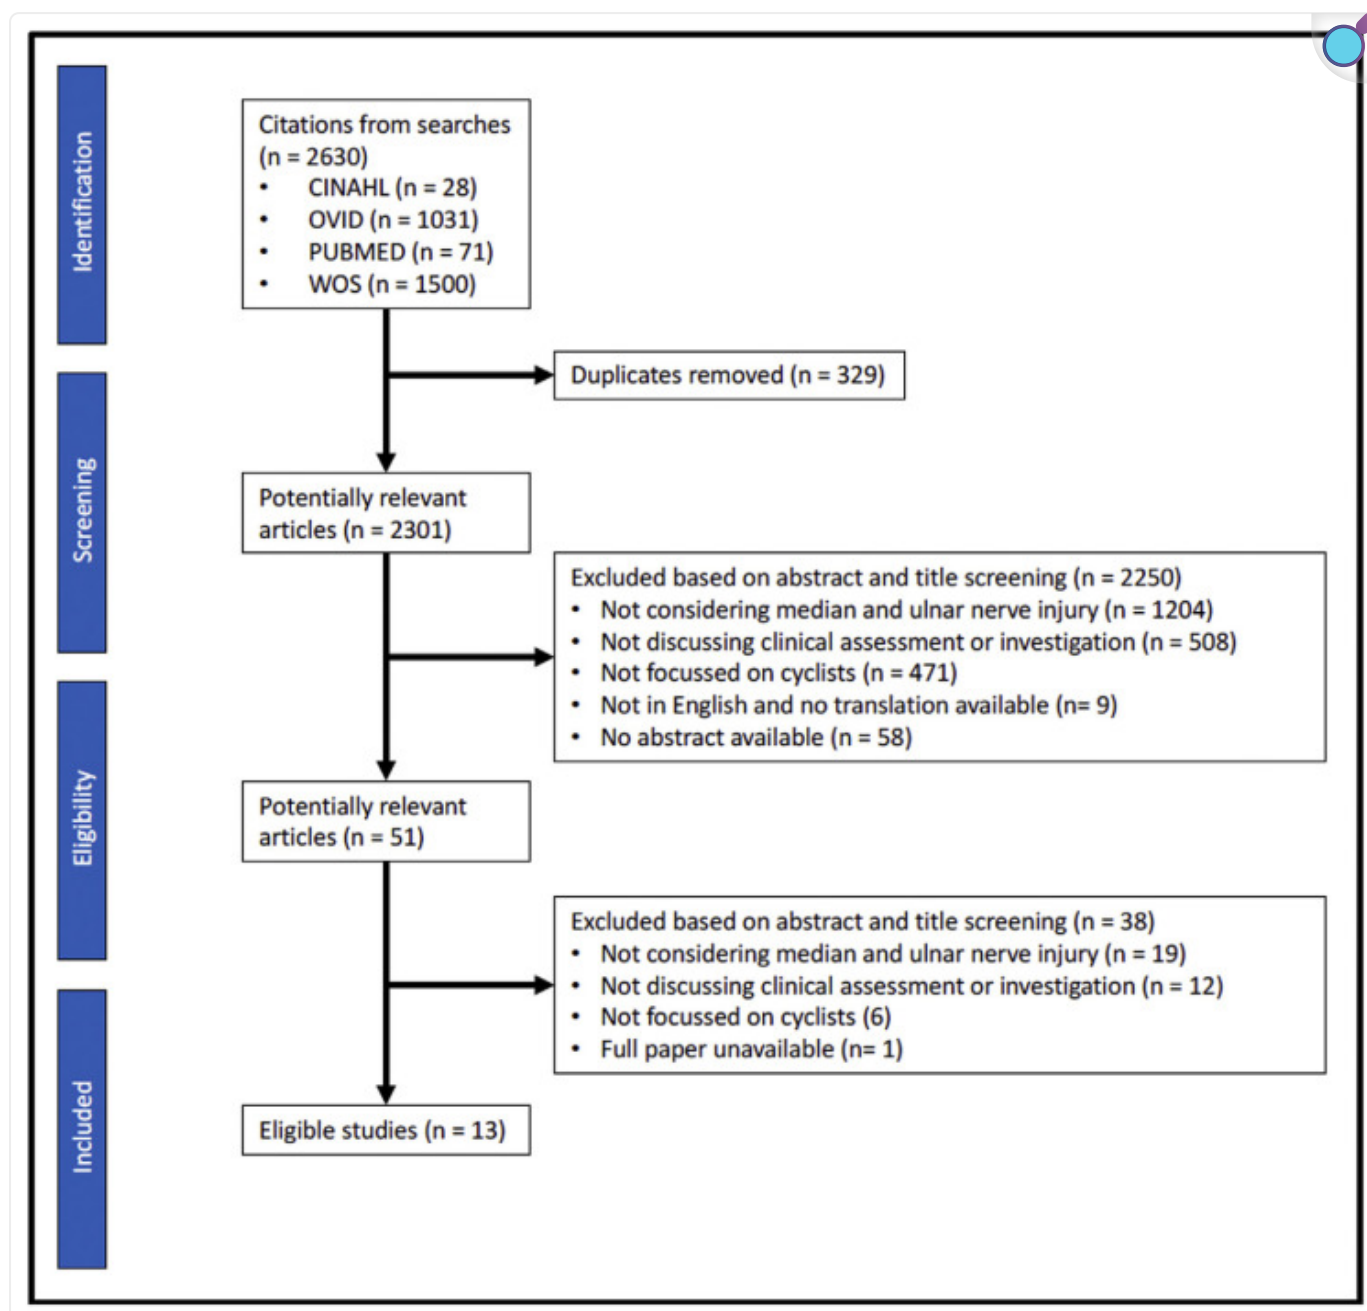 Identification
Citations from searches
(n = 2630)
• CINAHL (n = 28)
• OVID (n = 1031)
• PUBMED (n = 71)
• WOS (n = 1500)
Duplicates removed (n = 329)
Screening
Potentially relevant
articles (n = 2301)
Excluded based on abstract and title screening (n = 2250)
• Not considering median and ulnar nerve injury (n = 1204)
• Not discussing clinical assessment or investigation (n = 508)
• Not focussed on cyclists (n = 471)
• Not in English and no translation available (n= 9)
• No abstract available (n = 58)
Eligibility
Potentially relevant
articles (n = 51)
Excluded based on abstract and title screening (n = 38)
• Not considering median and ulnar nerve injury (n = 19)
• Not discussing clinical assessment or investigation (n = 12)
• Not focussed on cyclists (6)
• Full paper unavailable (n= 1)
Included
Eligible studies (n = 13)